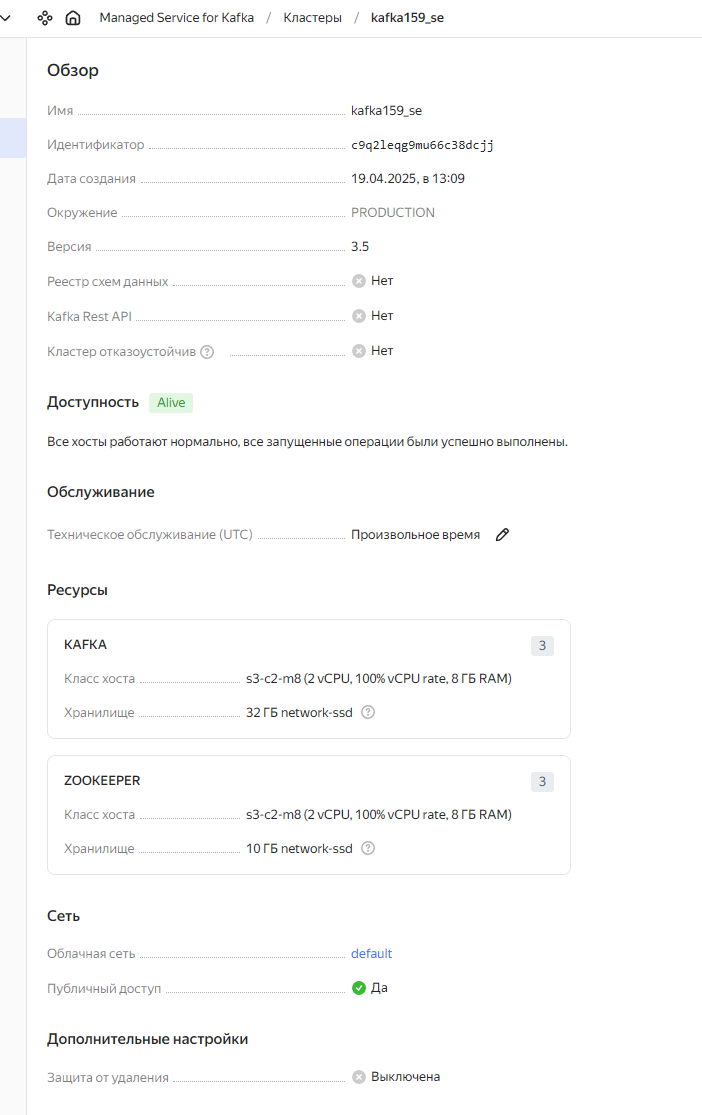 Managed Service for Kafka / Кластеры / kafka159_se
Обзор
Имя kafka159_se
Идентификатор c9q2leqg9mu66c38dcjj
Дата создания 19.04.2025, в 13:09
Окружение PRODUCTION
Версия 3.5
Реестр схем данных Нет
Kafka Rest API Нет
Кластер отказоустойчив ? Нет
Доступность Alive
Все хосты работают нормально, все запущенные операции были успешно выполнены.
Обслуживание
Техническое обслуживание (UTC) Произвольное время
Ресурсы
KAFKA 3
Класс хоста s3-c2-m8 (2 vCPU, 100% vCPU rate, 8 ГБ RAM)
Хранилище 32 ГБ network-ssd ?
ZOOKEEPER 3
Класс хоста s3-c2-m8 (2 vCPU, 100% vCPU rate, 8 ГБ RAM)
Хранилище 10 ГБ network-ssd ?
Сеть
Облачная сеть default
Публичный доступ Да
Дополнительные настройки
Защита от удаления Выключена